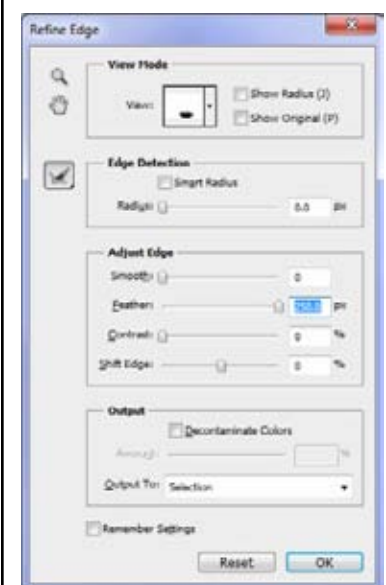 Refine Edge
View Mode
View:
Show Radius (J)
Show Original (P)
Edge Detection
Smart Radius
Radius: 0.0 px
Adjust Edge
Smooth: 0
Feather: 250.0 px
Contrast: 0 %
Shift Edge: 0 %
Output
Decontaminate Colors
Amount: %
Output To: Selection
Remember Settings
Reset OK